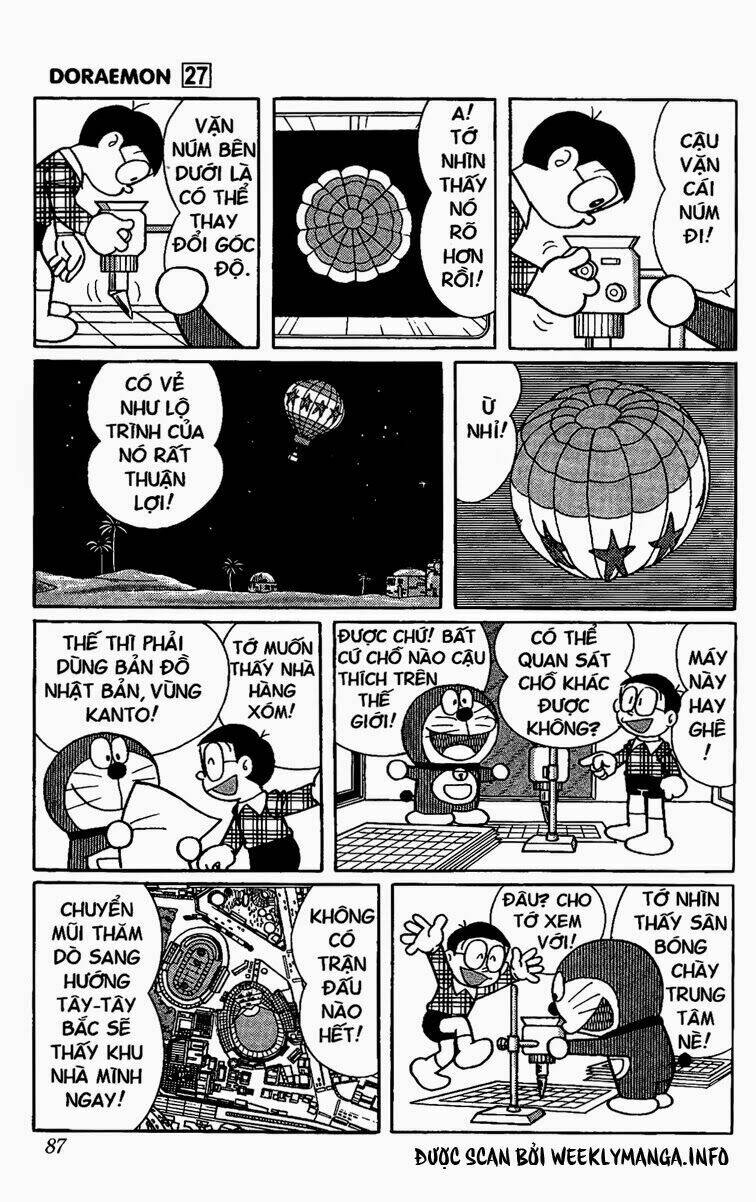 DORAEMON 27
CẬU
VẶN
CÁI
NÚM
ĐI!
A!
TỚ
NHÌN
THẤY
NÓ
RÕ
HƠN
RỒI!
VẶN
NÚM BÊN
DƯỚI LÀ
CÓ THỂ
THAY
ĐỔI GÓC
ĐỘ.
Ừ
NHỈ!
CÓ VẺ
NHƯ LỘ
TRÌNH CỦA
NÓ RẤT
THUẬN
LỢI!
MÁY
NÀY
HAY
GHÊ
!
CÓ THỂ
QUAN SÁT
CHỖ KHÁC
ĐƯỢC
KHÔNG?
ĐƯỢC CHỨ! BẤT
CỨ CHỖ NÀO CẬU
THÍCH TRÊN
THẾ
GIỚI!
TỚ MUỐN
THẤY NHÀ
HÀNG
XÓM!
THẾ THÌ PHẢI
DÙNG BẢN ĐỒ
NHẬT BẢN, VÙNG
KANTO!
TỚ NHÌN
THẤY SÂN
BÓNG
CHÀY
TRUNG
TÂM
NÈ!
ĐÂU? CHO
TỚ XEM
VỚI!
KHÔNG
CÓ
TRẬN
ĐẤU
NÀO
HẾT!
CHUYỂN
MŨI THĂM
DÒ SANG
HƯỚNG
TÂY-TÂY
BẮC SẼ
THẤY KHU
NHÀ MÌNH
NGAY!
87
ĐƯỢC SCAN BỞI WEEKLYMANGA.INFO